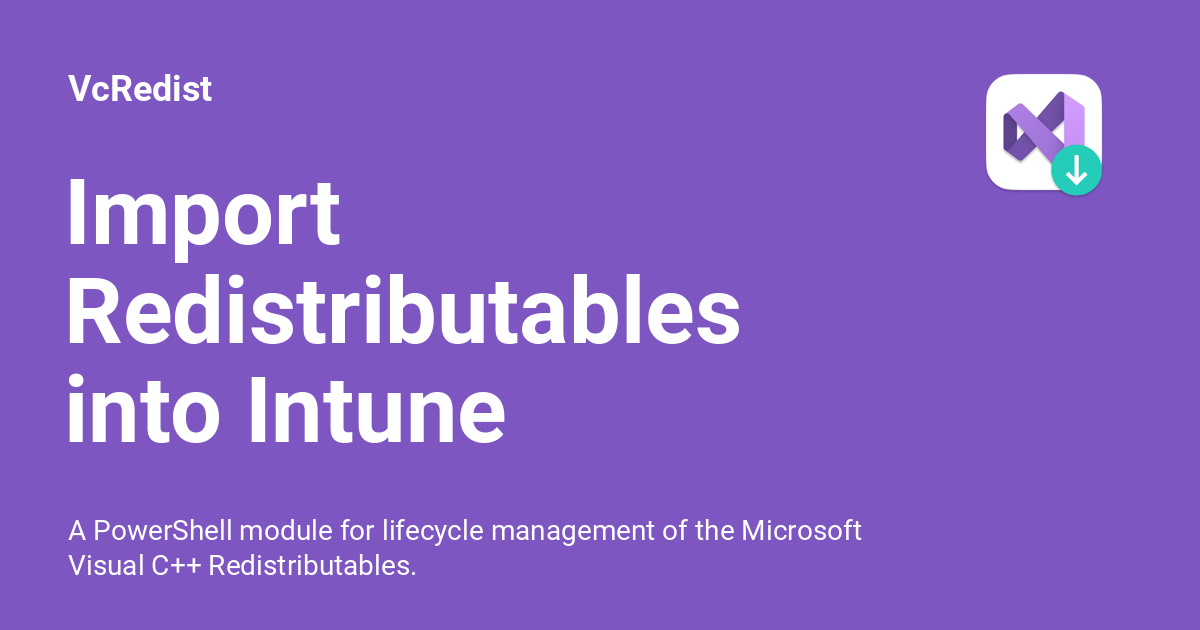 VcRedist
Import
Redistributables
into Intune
A PowerShell module for lifecycle management of the Microsoft
Visual C++ Redistributables.